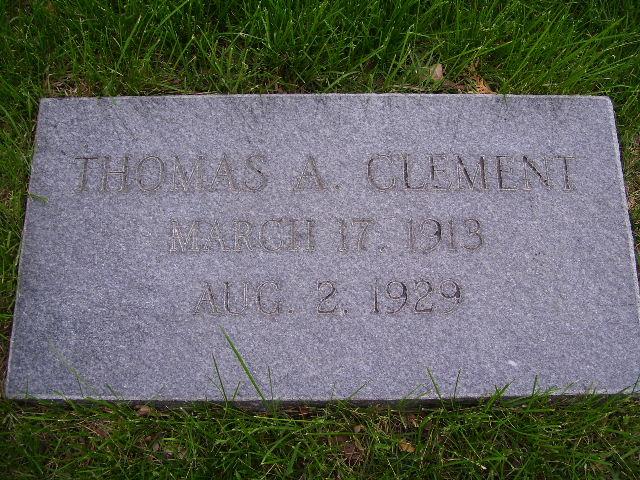 THOMAS A. CLEMENT
MARCH 17. 1913
AUG. 2. 1929